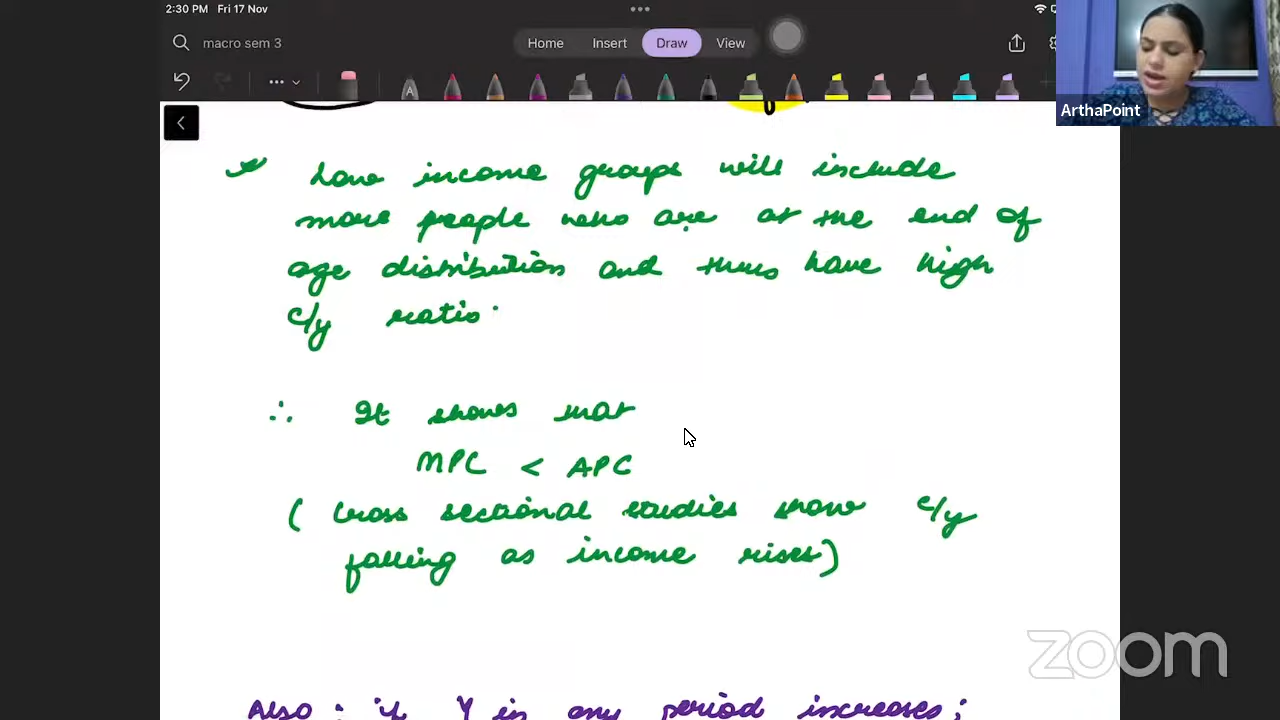 2:30 PM Fri 17 Nov
macro sem 3
Home Insert Draw View
A
ArthaPoint
Low income groups will include
more people who are at the end of
age distribution and thus have high
c/y ratio.
∴ It shows that
MPC < APC
( Cross sectional studies show c/y
falling as income rises)
zoom
Also : if Y in any period increases ;